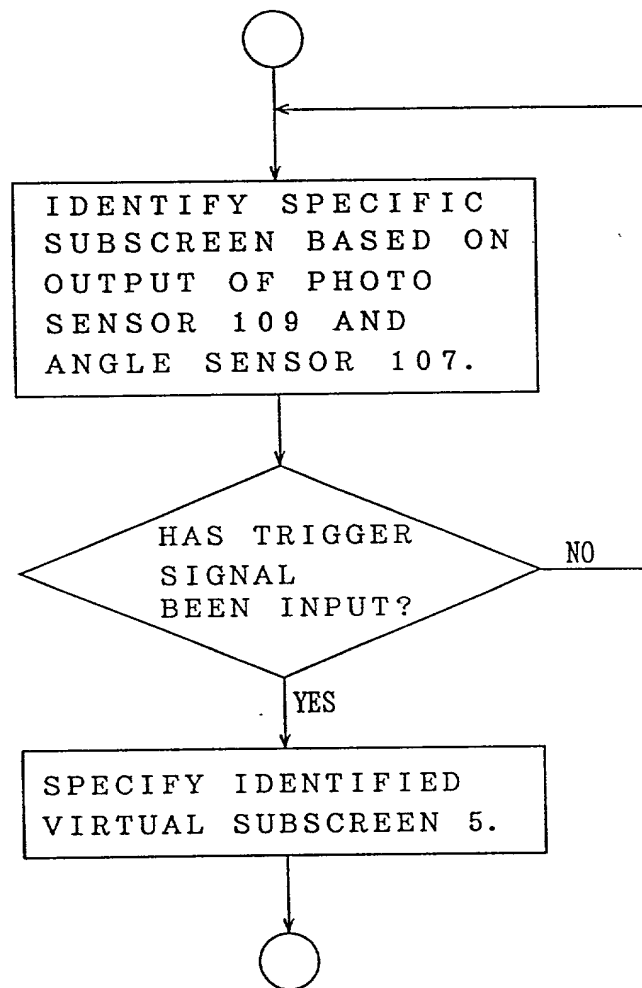 IDENTIFY SPECIFIC
SUBSCREEN BASED ON
OUTPUT OF PHOTO
SENSOR 109 AND
ANGLE SENSOR 107.
HAS TRIGGER
SIGNAL
BEEN INPUT?
NO
YES
SPECIFY IDENTIFIED
VIRTUAL SUBSCREEN 5.